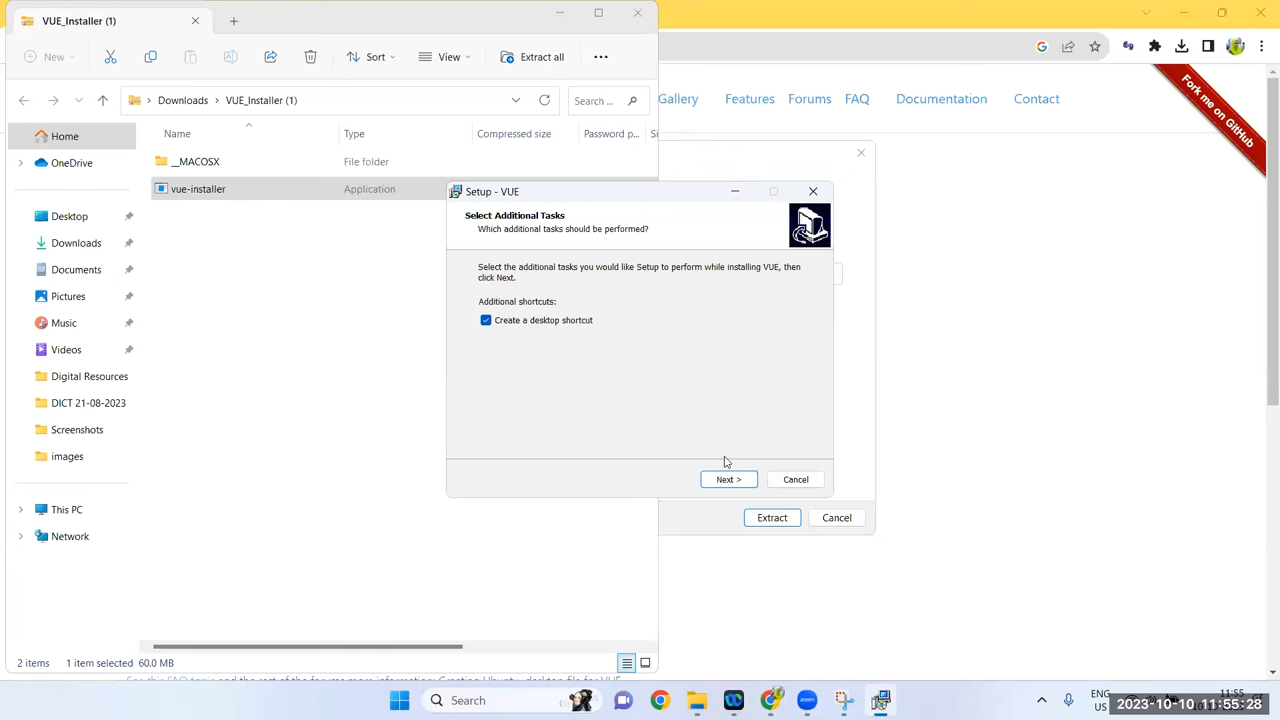 VUE_Installer (1)
New
Sort
View
Extract all
Downloads
VUE_Installer (1)
Search ...
Gallery
Features
Forums
FAQ
Documentation
Contact
Fork me on GitHub
Name
Type
Compressed size
Password p...
Home
OneDrive
Desktop
Downloads
Documents
Pictures
Music
Videos
Digital Resources
DICT 21-08-2023
Screenshots
images
This PC
Network
__MACOSX
File folder
vue-installer
Application
Setup - VUE
Select Additional Tasks
Which additional tasks should be performed?
Select the additional tasks you would like Setup to perform while installing VUE, then
click Next.
Additional shortcuts:
Create a desktop shortcut
Next >
Cancel
Extract
Cancel
2 items
1 item selected
60.0 MB
Search
ENG
US
11:55
2023-10-10 11:55:28